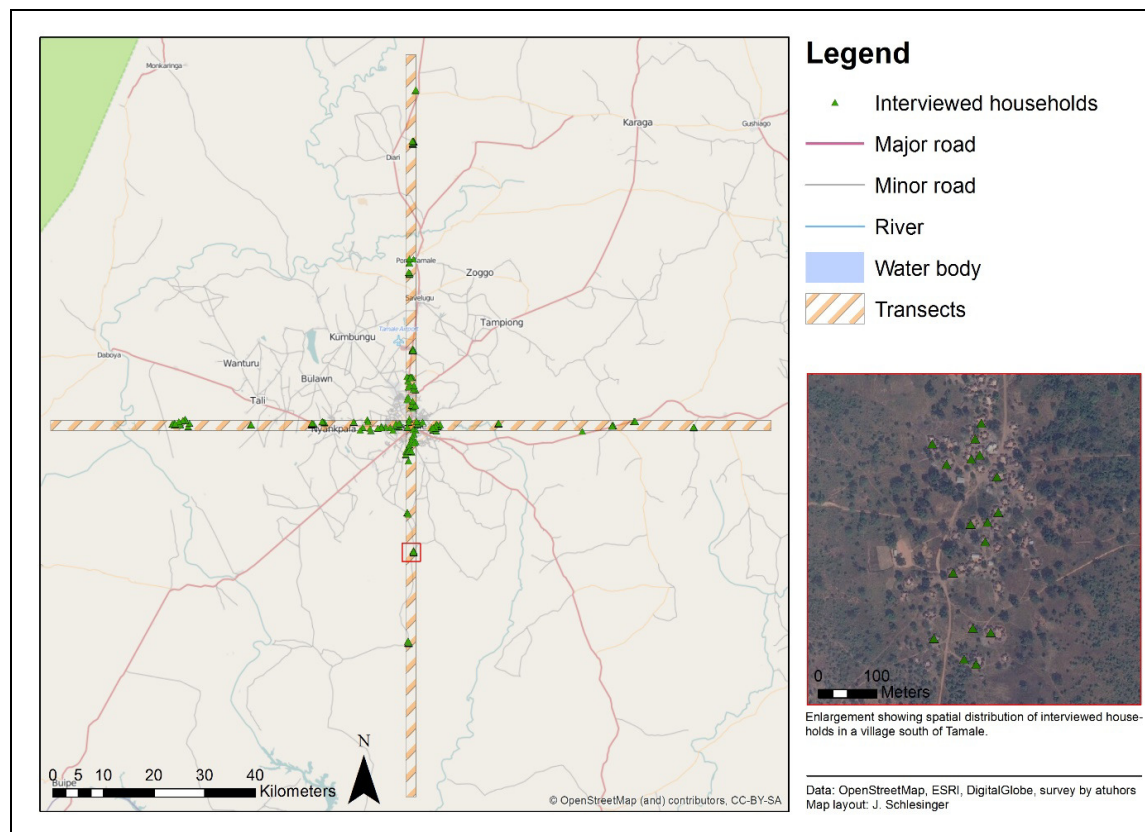 Monkaringa
Karaga
Gushiago
Diari
Zoggo
Savelugu
Tampiong
Kumbungu
Daboya
Wanturu
Bülawn
Tali
Nyankpala
N
0 5 10 20 30 40
Kilometers
Buipe
© OpenStreetMap (and) contributors, CC-BY-SA
Legend
Interviewed households
Major road
Minor road
River
Water body
Transects
0 100
Meters
Enlargement showing spatial distribution of interviewed house-
holds in a village south of Tamale.
Data: OpenStreetMap, ESRI, DigitalGlobe, survey by atuhors
Map layout: J. Schlesinger